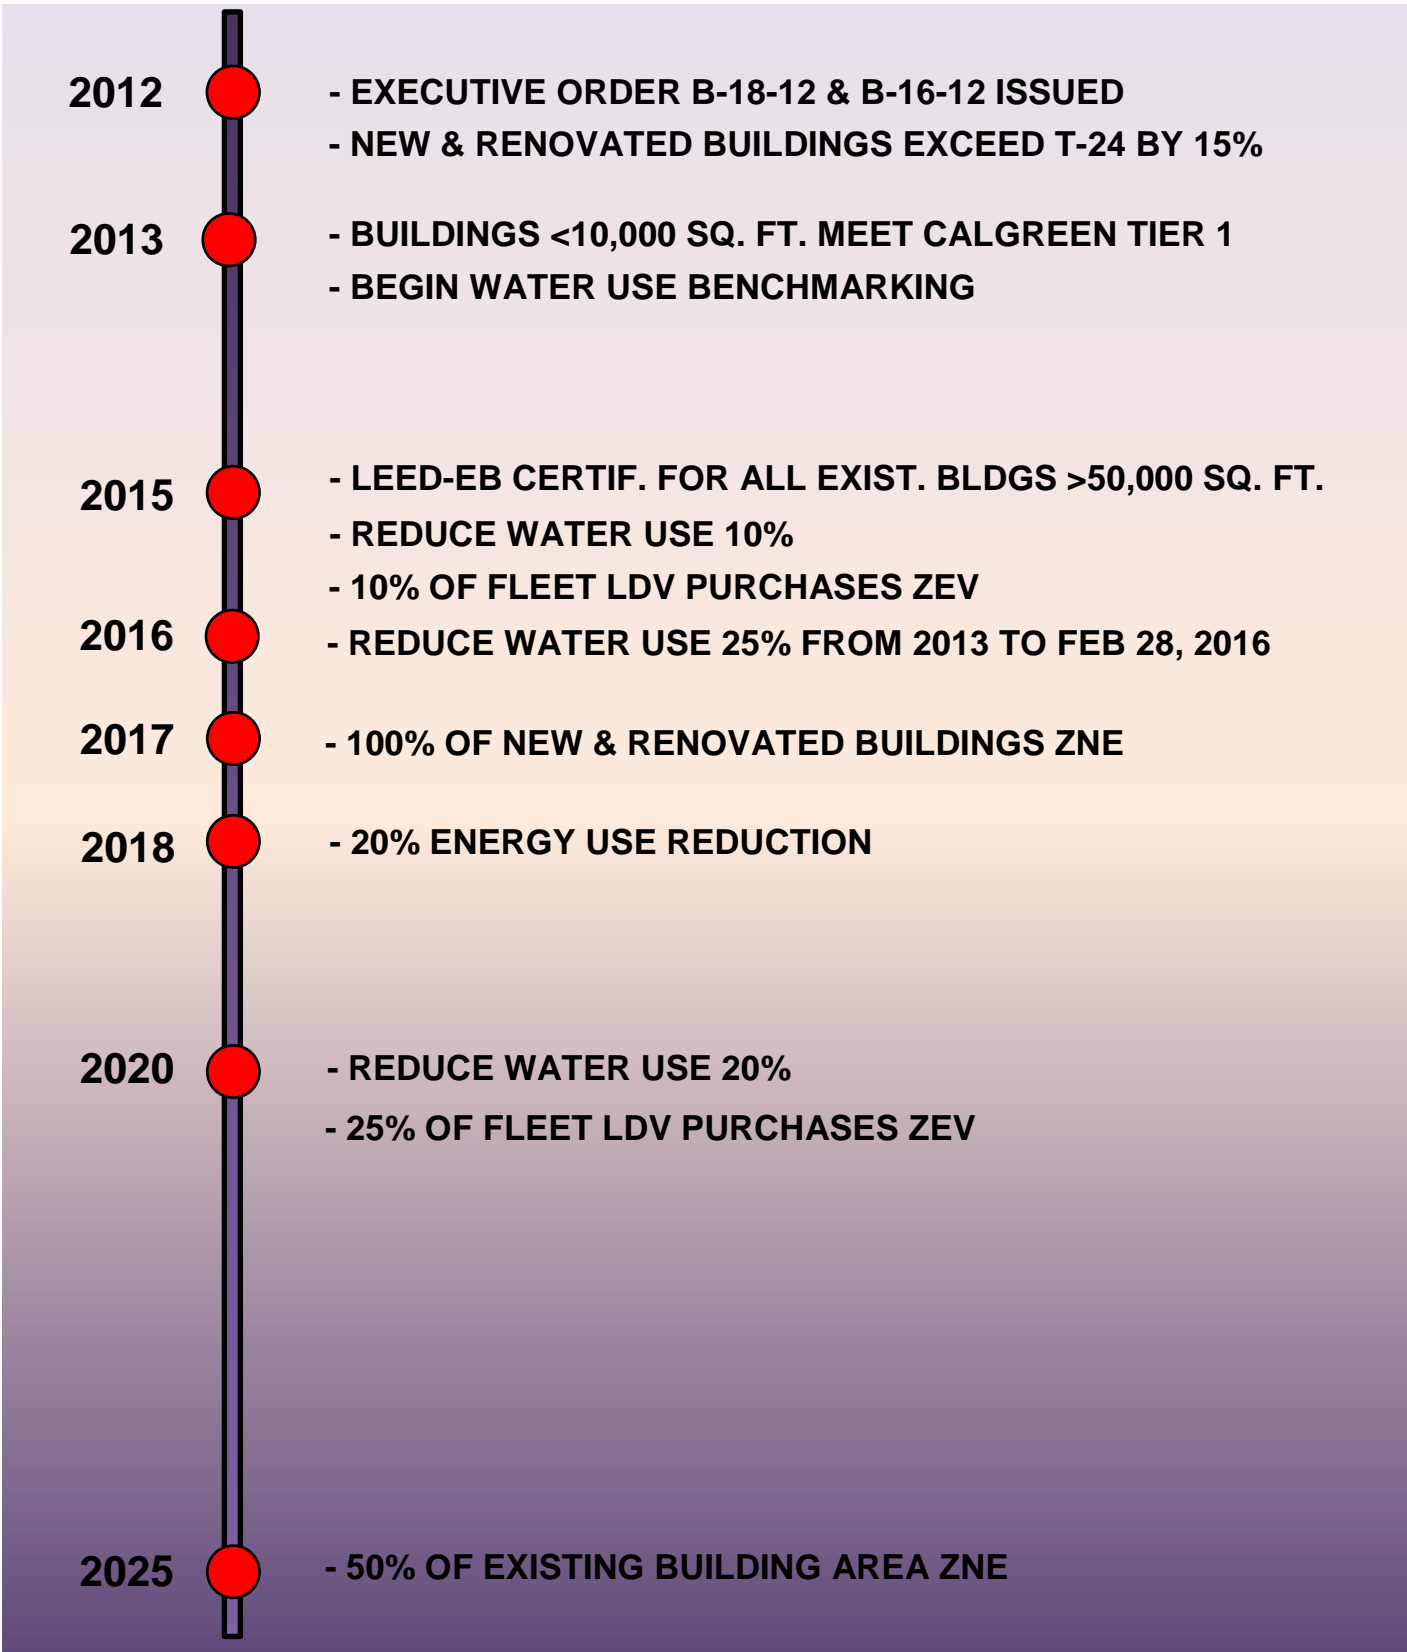 2012
- EXECUTIVE ORDER B-18-12 & B-16-12 ISSUED
- NEW & RENOVATED BUILDINGS EXCEED T-24 BY 15%
2013
- BUILDINGS <10,000 SQ. FT. MEET CALGREEN TIER 1
- BEGIN WATER USE BENCHMARKING
2015
- LEED-EB CERTIF. FOR ALL EXIST. BLDGS >50,000 SQ. FT.
- REDUCE WATER USE 10%
- 10% OF FLEET LDV PURCHASES ZEV
2016
- REDUCE WATER USE 25% FROM 2013 TO FEB 28, 2016
2017
- 100% OF NEW & RENOVATED BUILDINGS ZNE
2018
- 20% ENERGY USE REDUCTION
2020
- REDUCE WATER USE 20%
- 25% OF FLEET LDV PURCHASES ZEV
2025
- 50% OF EXISTING BUILDING AREA ZNE